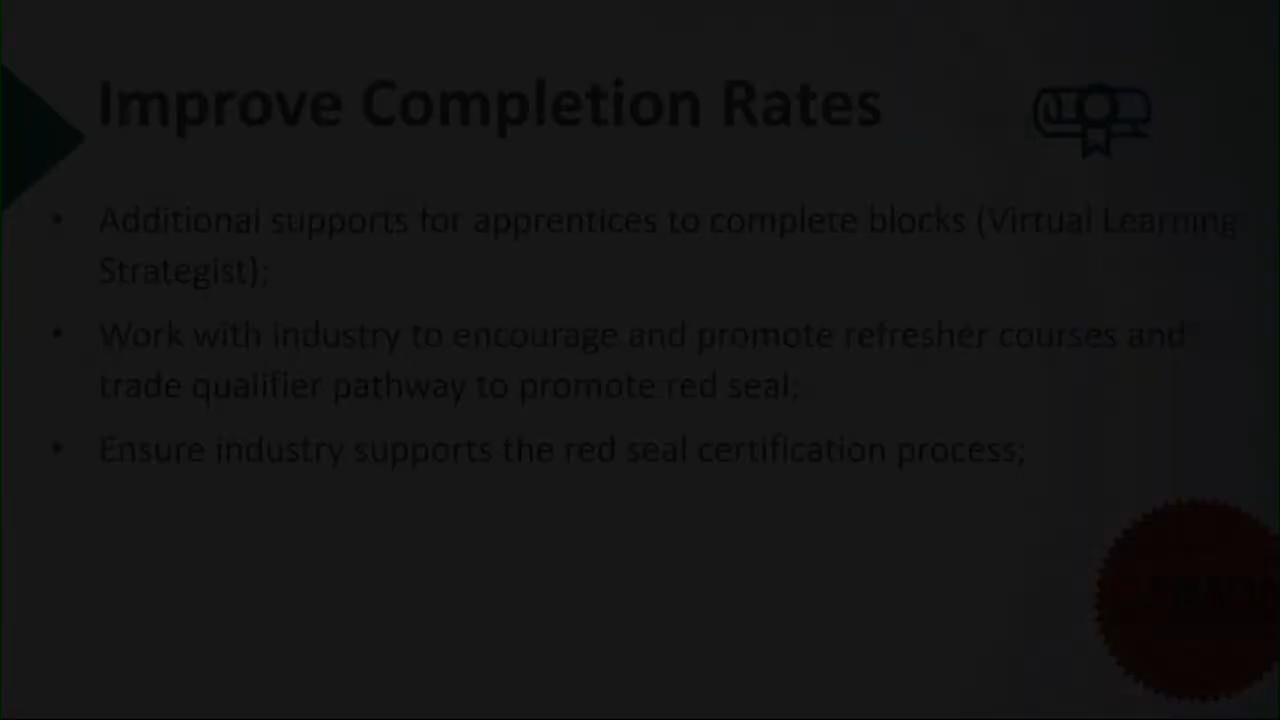 Improve Completion Rates
• Additional supports for apprentices to complete blocks (Virtual Learning
Strategist);
• Work with industry to encourage and promote refresher courses and
trade qualifier pathway to promote red seal;
• Ensure industry supports the red seal certification process;